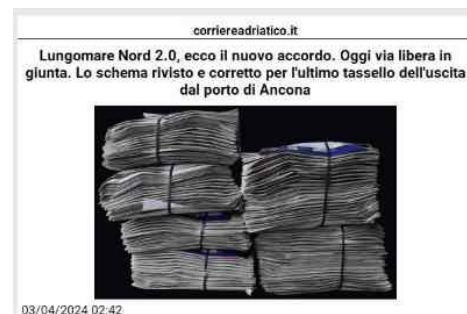 corriereadriatico.it
Lungomare Nord 2.0, ecco il nuovo accordo. Oggi via libera in
giunta. Lo schema rivisto e corretto per l'ultimo tassello dell'uscita
dal porto di Ancona
03/04/2024 02:42